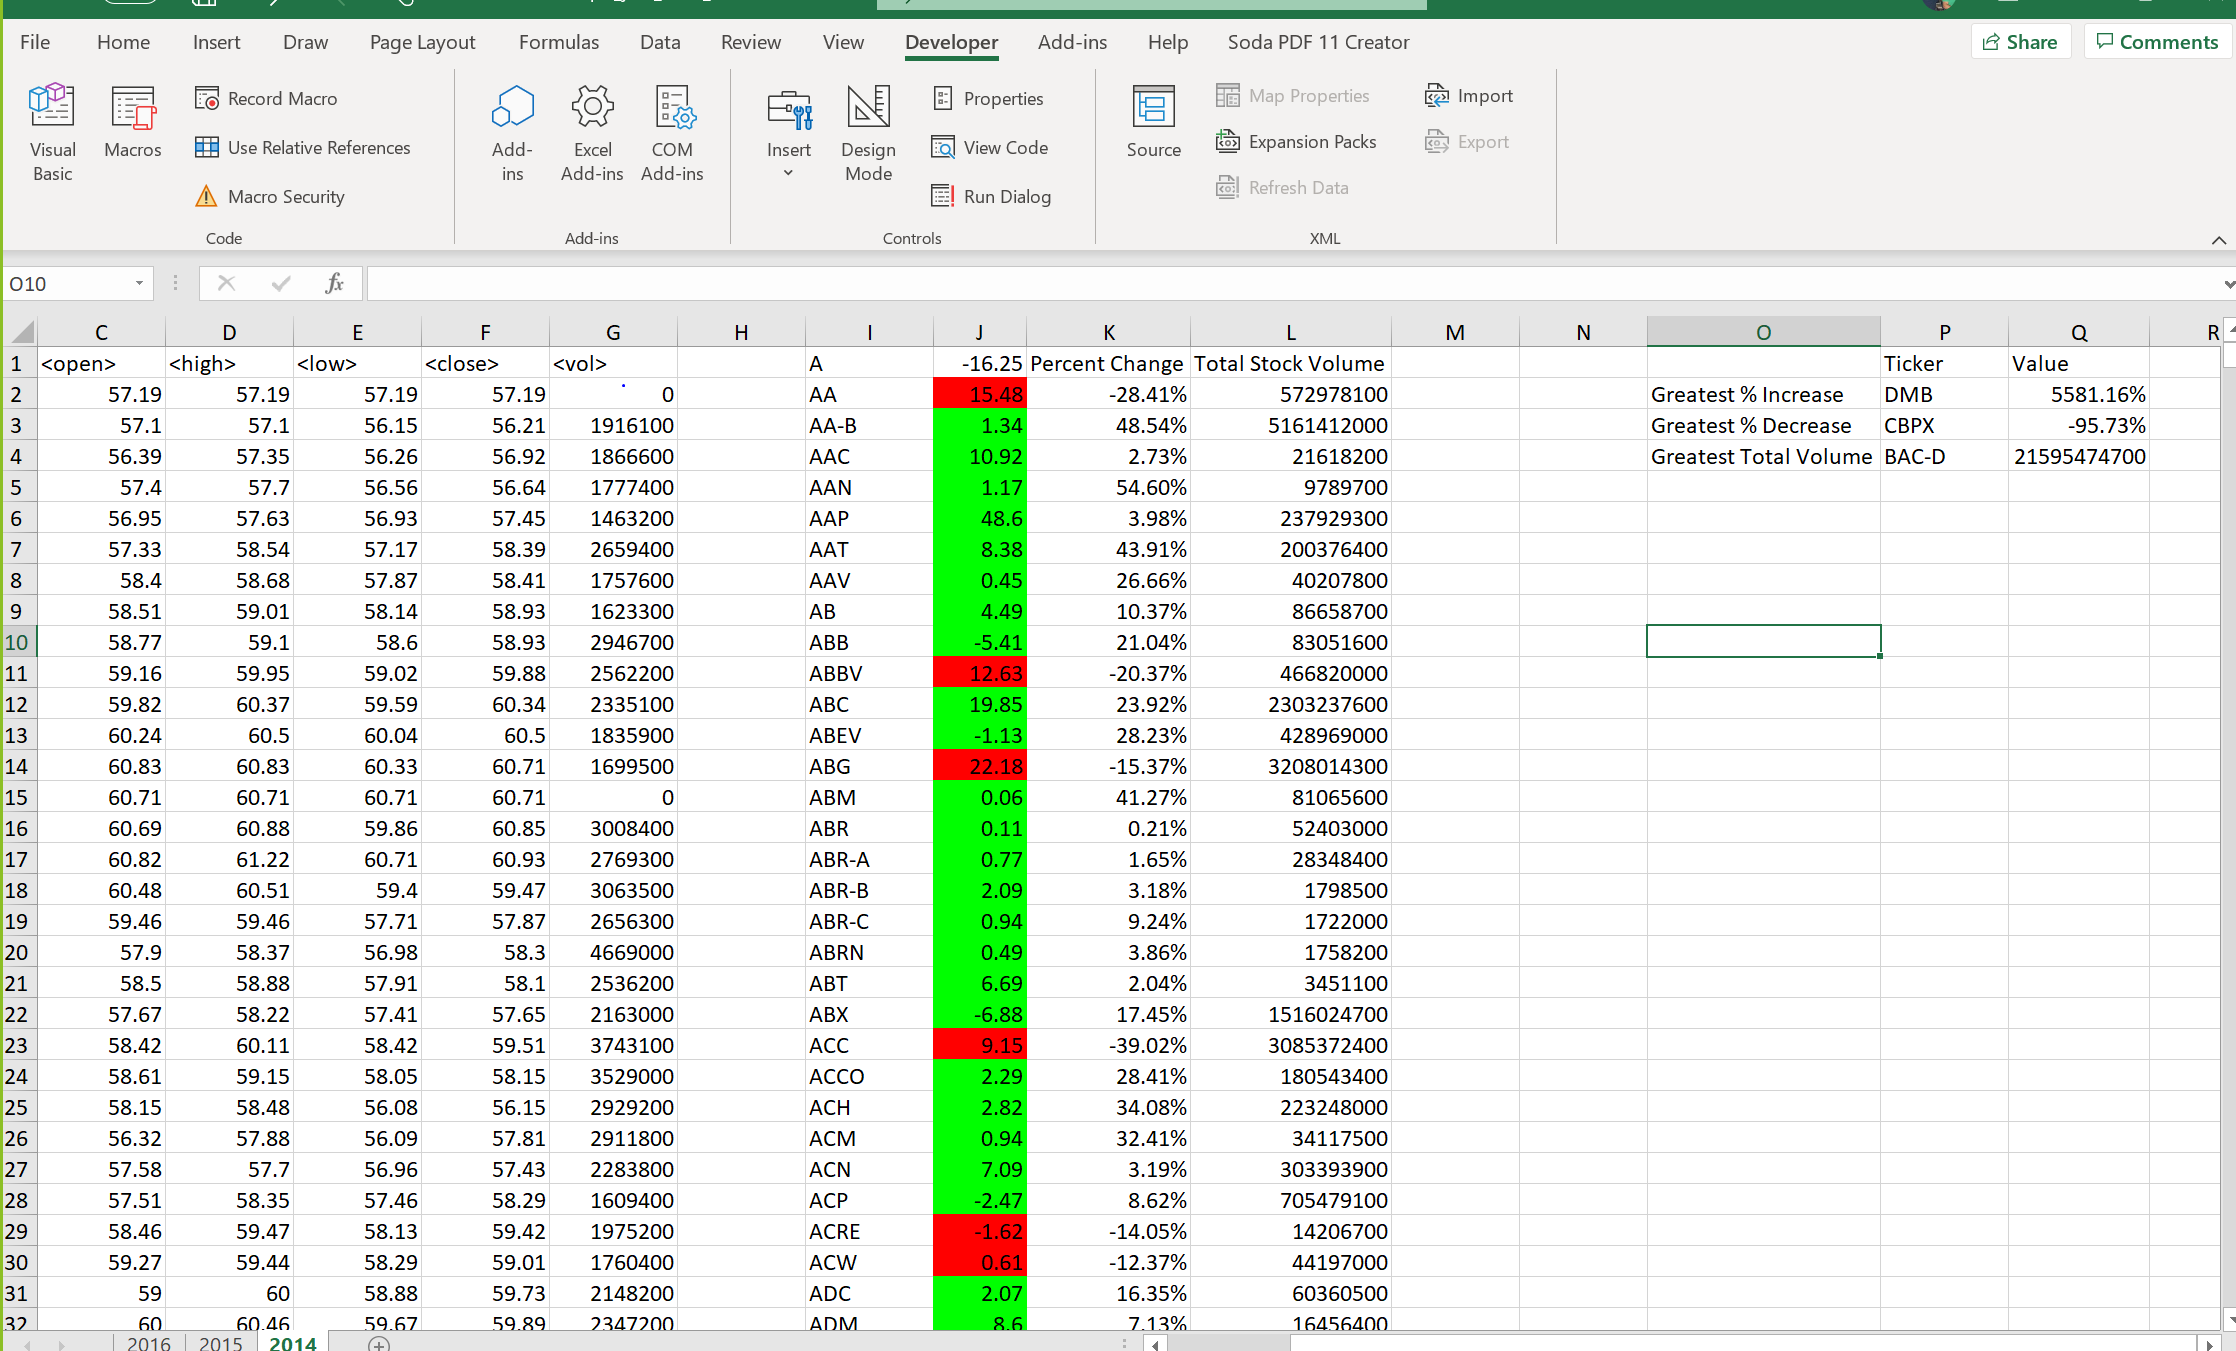 File Home Insert Draw Page Layout Formulas Data Review View Developer Add-ins Help Soda PDF 11 Creator Share Comments
Visual Basic
Macros
Record Macro
Use Relative References
Macro Security
Code
Add-ins
Excel Add-ins
COM Add-ins
Add-ins
Insert
Design Mode
Properties
View Code
Run Dialog
Controls
Source
Map Properties
Expansion Packs
Refresh Data
Import
Export
XML
O10 fx
C D E F G H I J K L M N O P Q R
1 <open> <high> <low> <close> <vol> A -16.25 Percent Change Total Stock Volume Ticker Value
2 57.19 57.19 57.19 57.19 0 AA 15.48 -28.41% 572978100 Greatest % Increase DMB 5581.16%
3 57.1 57.1 56.15 56.21 1916100 AA-B 1.34 48.54% 5161412000 Greatest % Decrease CBPX -95.73%
4 56.39 57.35 56.26 56.92 1866600 AAC 10.92 2.73% 21618200 Greatest Total Volume BAC-D 21595474700
5 57.4 57.7 56.56 56.64 1777400 AAN 1.17 54.60% 9789700
6 56.95 57.63 56.93 57.45 1463200 AAP 48.6 3.98% 237929300
7 57.33 58.54 57.17 58.39 2659400 AAT 8.38 43.91% 200376400
8 58.4 58.68 57.87 58.41 1757600 AAV 0.45 26.66% 40207800
9 58.51 59.01 58.14 58.93 1623300 AB 4.49 10.37% 86658700
10 58.77 59.1 58.6 58.93 2946700 ABB -5.41 21.04% 83051600
11 59.16 59.95 59.02 59.88 2562200 ABBV 12.63 -20.37% 466820000
12 59.82 60.37 59.59 60.34 2335100 ABC 19.85 23.92% 2303237600
13 60.24 60.5 60.04 60.5 1835900 ABEV -1.13 28.23% 428969000
14 60.83 60.83 60.33 60.71 1699500 ABG 22.18 -15.37% 3208014300
15 60.71 60.71 60.71 60.71 0 ABM 0.06 41.27% 81065600
16 60.69 60.88 59.86 60.85 3008400 ABR 0.11 0.21% 52403000
17 60.82 61.22 60.71 60.93 2769300 ABR-A 0.77 1.65% 28348400
18 60.48 60.51 59.4 59.47 3063500 ABR-B 2.09 3.18% 1798500
19 59.46 59.46 57.71 57.87 2656300 ABR-C 0.94 9.24% 1722000
20 57.9 58.37 56.98 58.3 4669000 ABRN 0.49 3.86% 1758200
21 58.5 58.88 57.91 58.1 2536200 ABT 6.69 2.04% 3451100
22 57.67 58.22 57.41 57.65 2163000 ABX -6.88 17.45% 1516024700
23 58.42 60.11 58.42 59.51 3743100 ACC 9.15 -39.02% 3085372400
24 58.61 59.15 58.05 58.15 3529000 ACCO 2.29 28.41% 180543400
25 58.15 58.48 56.08 56.15 2929200 ACH 2.82 34.08% 223248000
26 56.32 57.88 56.09 57.81 2911800 ACM 0.94 32.41% 34117500
27 57.58 57.7 56.96 57.43 2283800 ACN 7.09 3.19% 303393900
28 57.51 58.35 57.46 58.29 1609400 ACP -2.47 8.62% 705479100
29 58.46 59.47 58.13 59.42 1975200 ACRE -1.62 -14.05% 14206700
30 59.27 59.44 58.29 59.01 1760400 ACW 0.61 -12.37% 44197000
31 59 60 58.88 59.73 2148200 ADC 2.07 16.35% 60360500
32 60 60.46 59.67 59.89 2347200 ADM 8.6 7.13% 16456400
2016 2015 2014